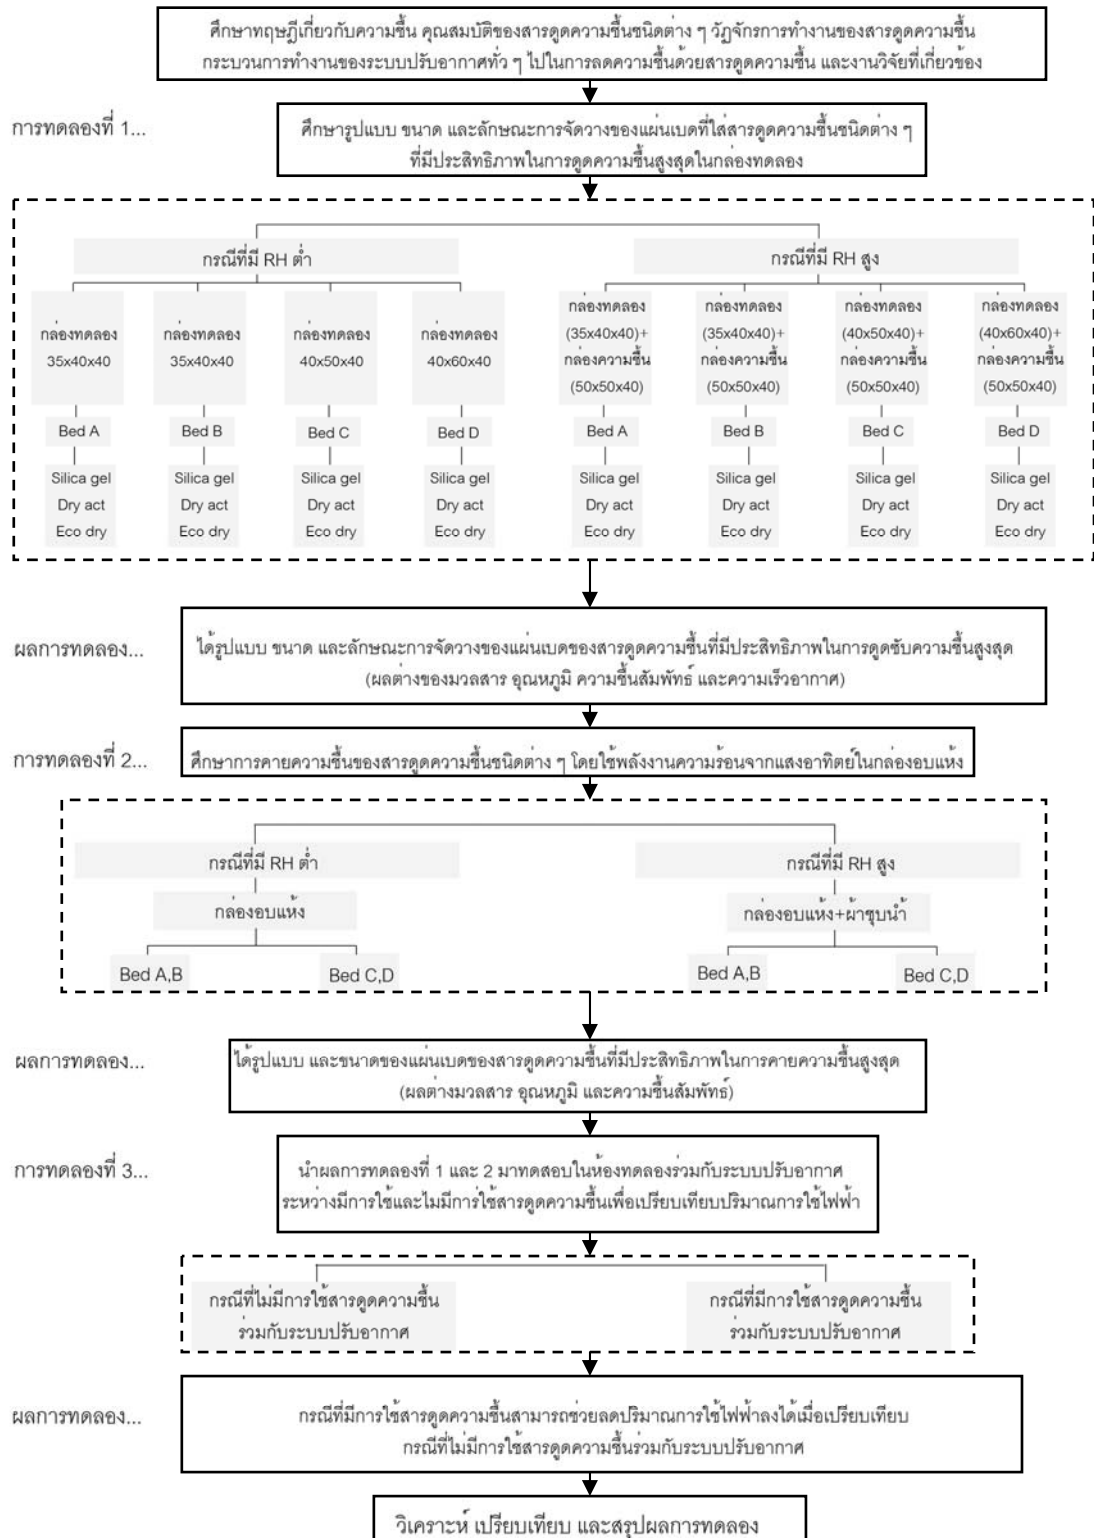 ศึกษาทฤษฎีเกี่ยวกับความชื้น คุณสมบัติของสารดูดความชื้นชนิดต่าง ๆ วัฏจักรการทำงานของสารดูดความชื้น
กระบวนการทำงานของระบบปรับอากาศทั่ว ๆ ไปในการลดความชื้นด้วยสารดูดความชื้น และงานวิจัยที่เกี่ยวข้อง
การทดลองที่ 1...
ศึกษารูปแบบ ขนาด และลักษณะการจัดวางของแผ่นเบดที่ใส่สารดูดความชื้นชนิดต่าง ๆ
ที่มีประสิทธิภาพในการดูดความชื้นสูงสุดในกล่องทดลอง
กรณีที่มี RH ต่ำ
กรณีที่มี RH สูง
กล่องทดลอง
35x40x40
กล่องทดลอง
35x40x40
กล่องทดลอง
40x50x40
กล่องทดลอง
40x60x40
กล่องทดลอง
(35x40x40)+
กล่องความชื้น
(50x50x40)
กล่องทดลอง
(35x40x40)+
กล่องความชื้น
(50x50x40)
กล่องทดลอง
(40x50x40)+
กล่องความชื้น
(50x50x40)
กล่องทดลอง
(40x60x40)+
กล่องความชื้น
(50x50x40)
Bed A
Bed B
Bed C
Bed D
Bed A
Bed B
Bed C
Bed D
Silica gel
Dry act
Eco dry
Silica gel
Dry act
Eco dry
Silica gel
Dry act
Eco dry
Silica gel
Dry act
Eco dry
Silica gel
Dry act
Eco dry
Silica gel
Dry act
Eco dry
Silica gel
Dry act
Eco dry
Silica gel
Dry act
Eco dry
ผลการทดลอง...
ได้รูปแบบ ขนาด และลักษณะการจัดวางของแผ่นเบดของสารดูดความชื้นที่มีประสิทธิภาพในการดูดซับความชื้นสูงสุด
(ผลต่างของมวลสาร อุณหภูมิ ความชื้นสัมพัทธ์ และความเร็วอากาศ)
การทดลองที่ 2...
ศึกษาการคายความชื้นของสารดูดความชื้นชนิดต่าง ๆ โดยใช้พลังงานความร้อนจากแสงอาทิตย์ในกล่องอบแห้ง
กรณีที่มี RH ต่ำ
กรณีที่มี RH สูง
กล่องอบแห้ง
กล่องอบแห้ง+ผ้าชุบน้ำ
Bed A,B
Bed C,D
Bed A,B
Bed C,D
ผลการทดลอง...
ได้รูปแบบ และขนาดของแผ่นเบดของสารดูดความชื้นที่มีประสิทธิภาพในการคายความชื้นสูงสุด
(ผลต่างมวลสาร อุณหภูมิ และความชื้นสัมพัทธ์)
การทดลองที่ 3...
นำผลการทดลองที่ 1 และ 2 มาทดสอบในห้องทดลองร่วมกับระบบปรับอากาศ
ระหว่างมีการใช้และไม่มีการใช้สารดูดความชื้นเพื่อเปรียบเทียบปริมาณการใช้ไฟฟ้า
กรณีที่ไม่มีการใช้สารดูดความชื้น
ร่วมกับระบบปรับอากาศ
กรณีที่มีการใช้สารดูดความชื้น
ร่วมกับระบบปรับอากาศ
ผลการทดลอง...
กรณีที่มีการใช้สารดูดความชื้นสามารถช่วยลดปริมาณการใช้ไฟฟ้าลงได้เมื่อเปรียบเทียบ
กรณีที่ไม่มีการใช้สารดูดความชื้นร่วมกับระบบปรับอากาศ
วิเคราะห์ เปรียบเทียบ และสรุปผลการทดลอง